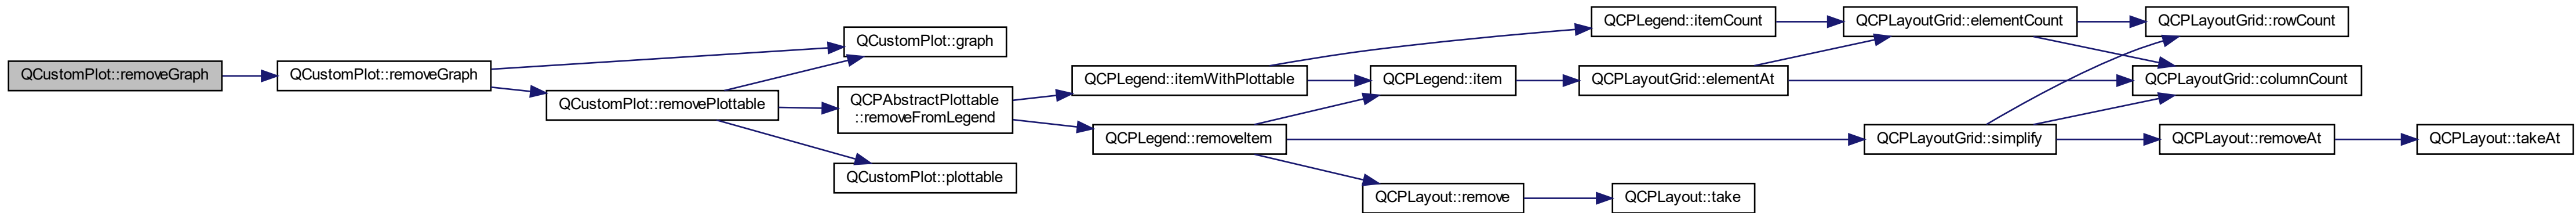 QCustomPlot::removeGraph
QCustomPlot::removeGraph
QCustomPlot::graph
QCustomPlot::removePlottable
QCPAbstractPlottable
::removeFromLegend
QCustomPlot::plottable
QCPLegend::itemWithPlottable
QCPLegend::removeItem
QCPLegend::itemCount
QCPLegend::item
QCPLayout::remove
QCPLayoutGrid::elementAt
QCPLayout::take
QCPLayoutGrid::elementCount
QCPLayoutGrid::simplify
QCPLayoutGrid::rowCount
QCPLayoutGrid::columnCount
QCPLayout::removeAt
QCPLayout::takeAt